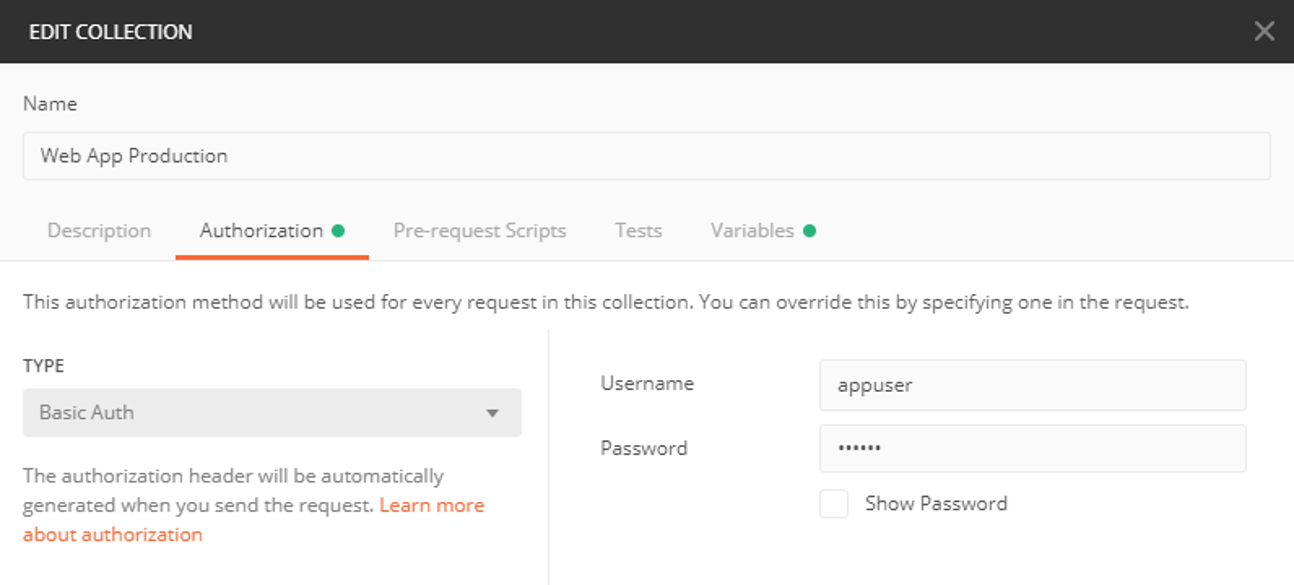 EDIT COLLECTION
Name
Web App Production
Description Authorization Pre-request Scripts Tests Variables
This authorization method will be used for every request in this collection. You can override this by specifying one in the request.
TYPE
Basic Auth
The authorization header will be automatically
generated when you send the request. Learn more
about authorization
Username appuser
Password ••••••
Show Password